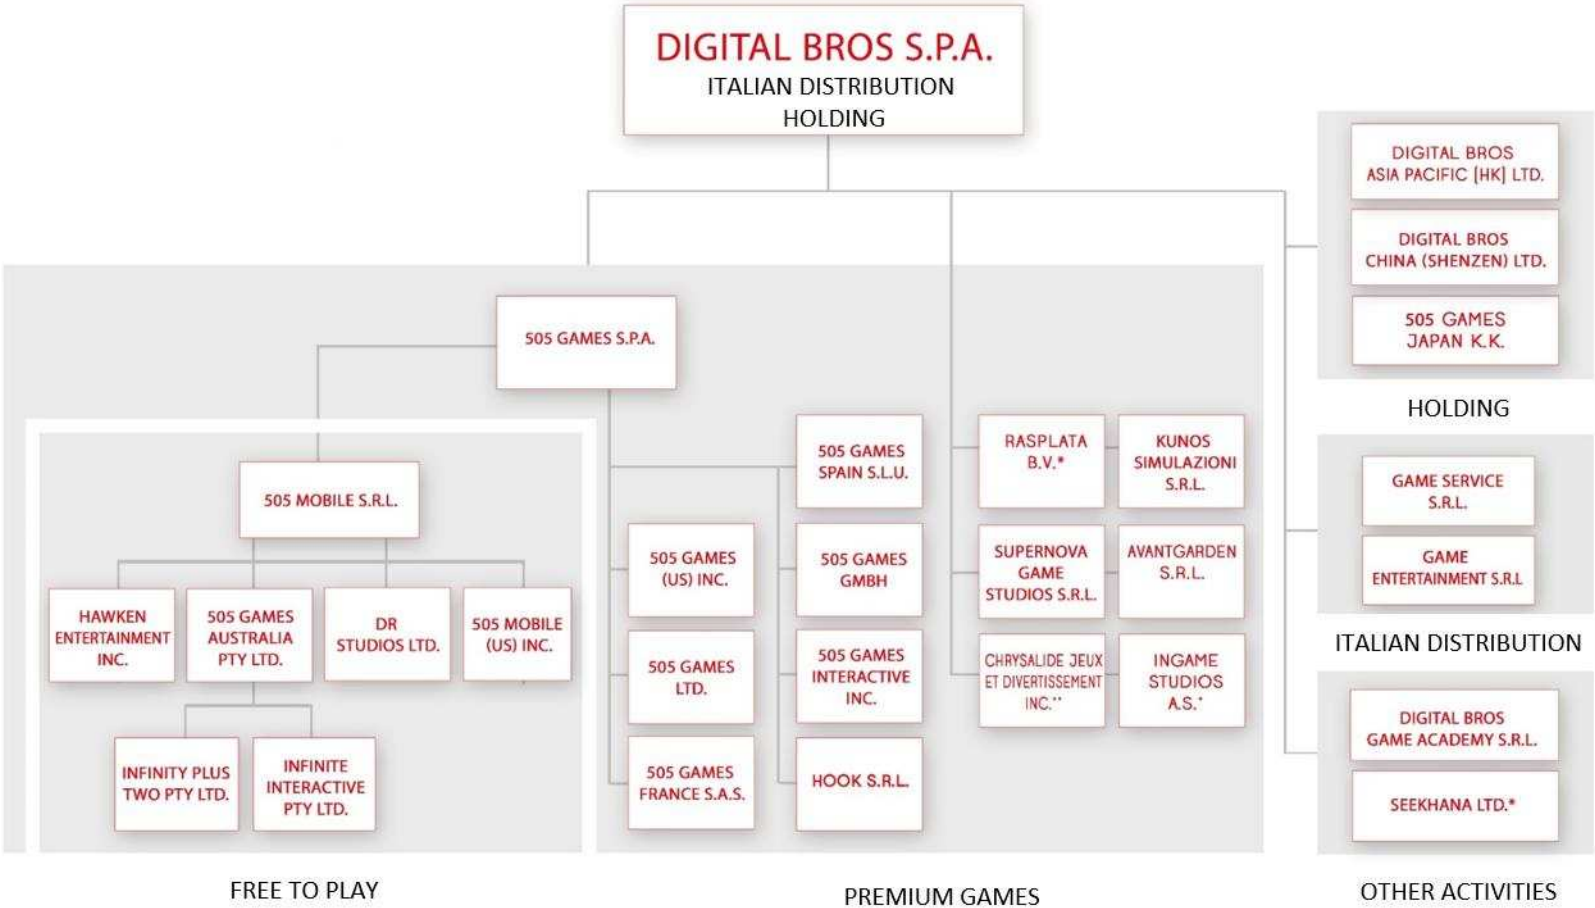 DIGITAL BROS S.P.A.
ITALIAN DISTRIBUTION
HOLDING
505 GAMES S.P.A.
505 MOBILE S.R.L.
HAWKEN
ENTERTAINMENT
INC.
505 GAMES
AUSTRALIA
PTY LTD.
DR
STUDIOS LTD.
505 MOBILE
(US) INC.
INFINITY PLUS
TWO PTY LTD.
INFINITE
INTERACTIVE
PTY LTD.
FREE TO PLAY
505 GAMES
SPAIN S.L.U.
505 GAMES
(US) INC.
505 GAMES
GMBH
505 GAMES
LTD.
505 GAMES
INTERACTIVE
INC.
505 GAMES
FRANCE S.A.S.
HOOK S.R.L.
RASPLATA
B.V.*
KUNOS
SIMULAZIONI
S.R.L.
SUPERNOVA
GAME
STUDIOS S.R.L.
AVANTGARDEN
S.R.L.
CHRYSALIDE JEUX
ET DIVERTISSEMENT
INC.**
INGAME
STUDIOS
A.S.*
PREMIUM GAMES
DIGITAL BROS
ASIA PACIFIC [HK] LTD.
DIGITAL BROS
CHINA (SHENZEN) LTD.
505 GAMES
JAPAN K.K.
HOLDING
GAME SERVICE
S.R.L.
GAME
ENTERTAINMENT S.R.L
ITALIAN DISTRIBUTION
DIGITAL BROS
GAME ACADEMY S.R.L.
SEEKHANA LTD.*
OTHER ACTIVITIES